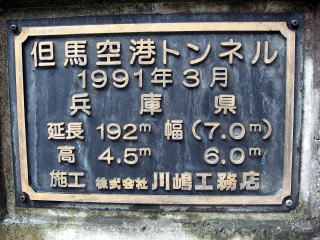 但馬空港トンネル
1991年3月
兵庫県
延長 192m 幅(7.0m)
高 4.5m 6.0m
施工 株式会社 川嶋工務店